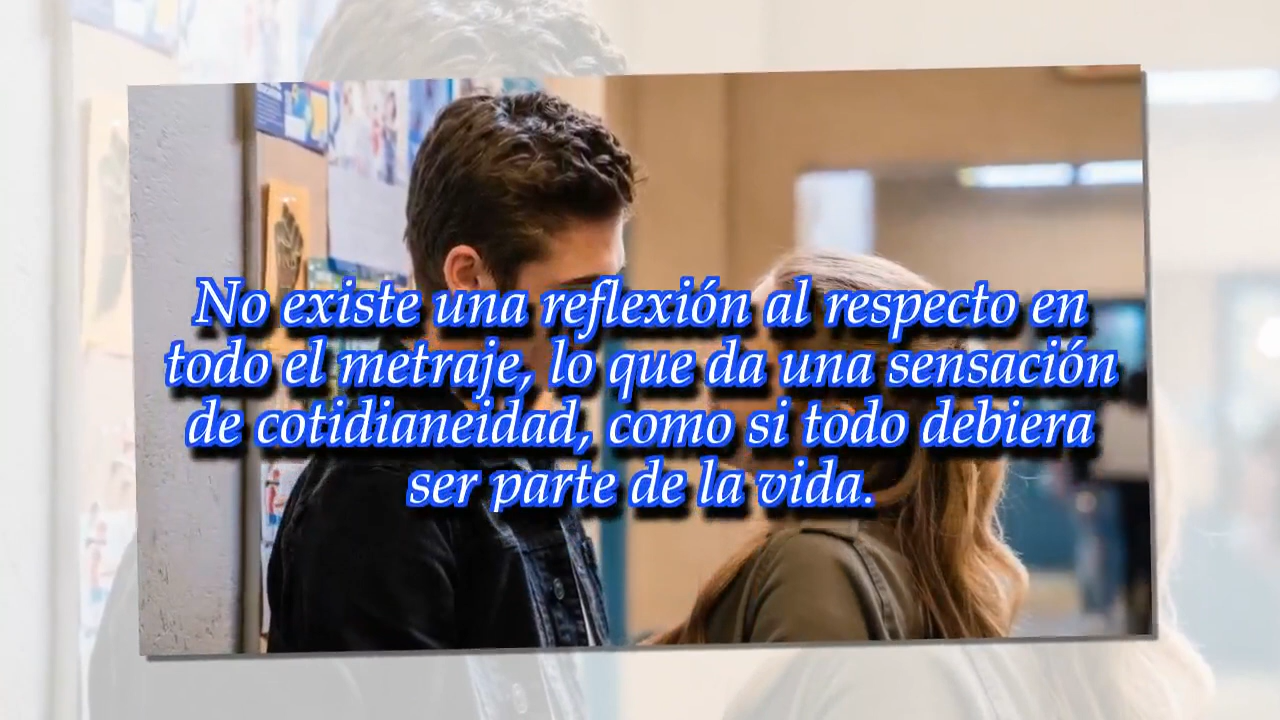 No existe una reflexión al respecto en
todo el metraje, lo que da una sensación
de cotidianeidad, como si todo debiera
ser parte de la vida.